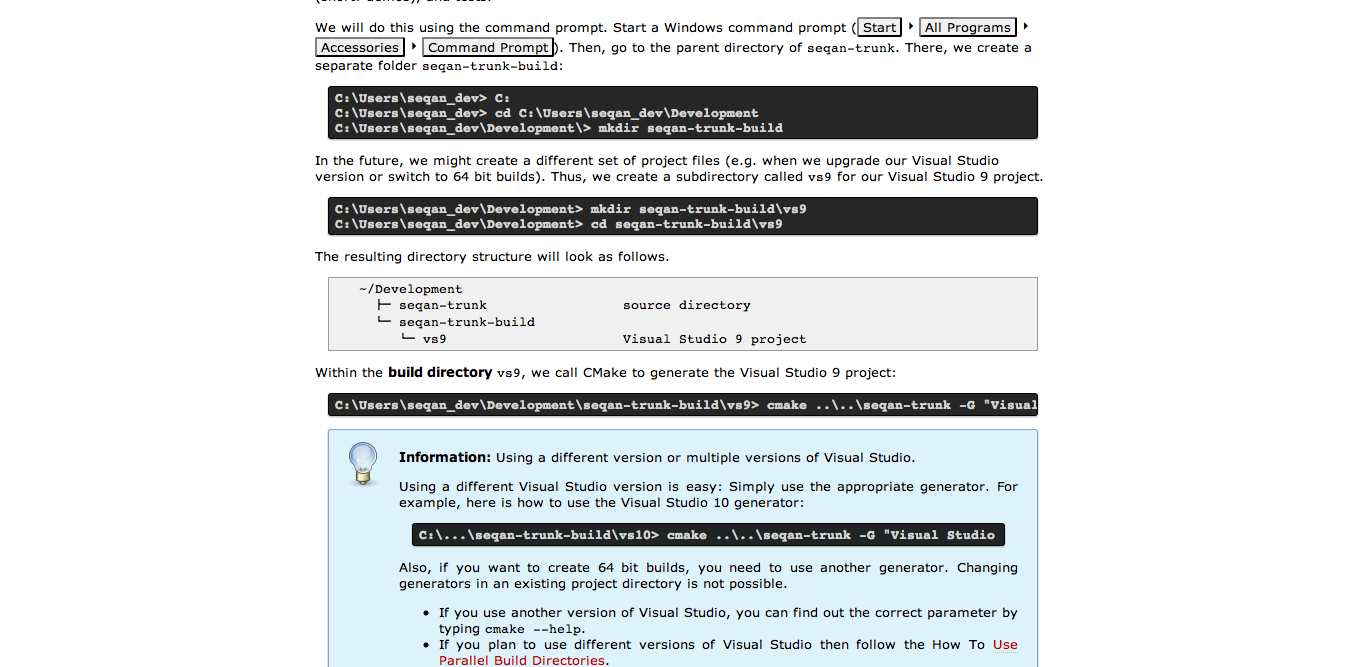 We will do this using the command prompt. Start a Windows command prompt (Start ‣ All Programs ‣
Accessories ‣ Command Prompt). Then, go to the parent directory of seqan-trunk. There, we create a
separate folder seqan-trunk-build:
C:\Users\seqan_dev> C:
C:\Users\seqan_dev> cd C:\Users\seqan_dev\Development
C:\Users\seqan_dev\Development\> mkdir seqan-trunk-build
In the future, we might create a different set of project files (e.g. when we upgrade our Visual Studio
version or switch to 64 bit builds). Thus, we create a subdirectory called vs9 for our Visual Studio 9 project.
C:\Users\seqan_dev\Development> mkdir seqan-trunk-build\vs9
C:\Users\seqan_dev\Development> cd seqan-trunk-build\vs9
The resulting directory structure will look as follows.
~/Development
├─ seqan-trunk source directory
└─ seqan-trunk-build
└─ vs9 Visual Studio 9 project
Within the build directory vs9, we call CMake to generate the Visual Studio 9 project:
C:\Users\seqan_dev\Development\seqan-trunk-build\vs9> cmake ..\..\seqan-trunk -G "Visual
Information: Using a different version or multiple versions of Visual Studio.
Using a different Visual Studio version is easy: Simply use the appropriate generator. For
example, here is how to use the Visual Studio 10 generator:
C:\...\seqan-trunk-build\vs10> cmake ..\..\seqan-trunk -G "Visual Studio
Also, if you want to create 64 bit builds, you need to use another generator. Changing
generators in an existing project directory is not possible.
• If you use another version of Visual Studio, you can find out the correct parameter by
typing cmake --help.
• If you plan to use different versions of Visual Studio then follow the How To Use
Parallel Build Directories.